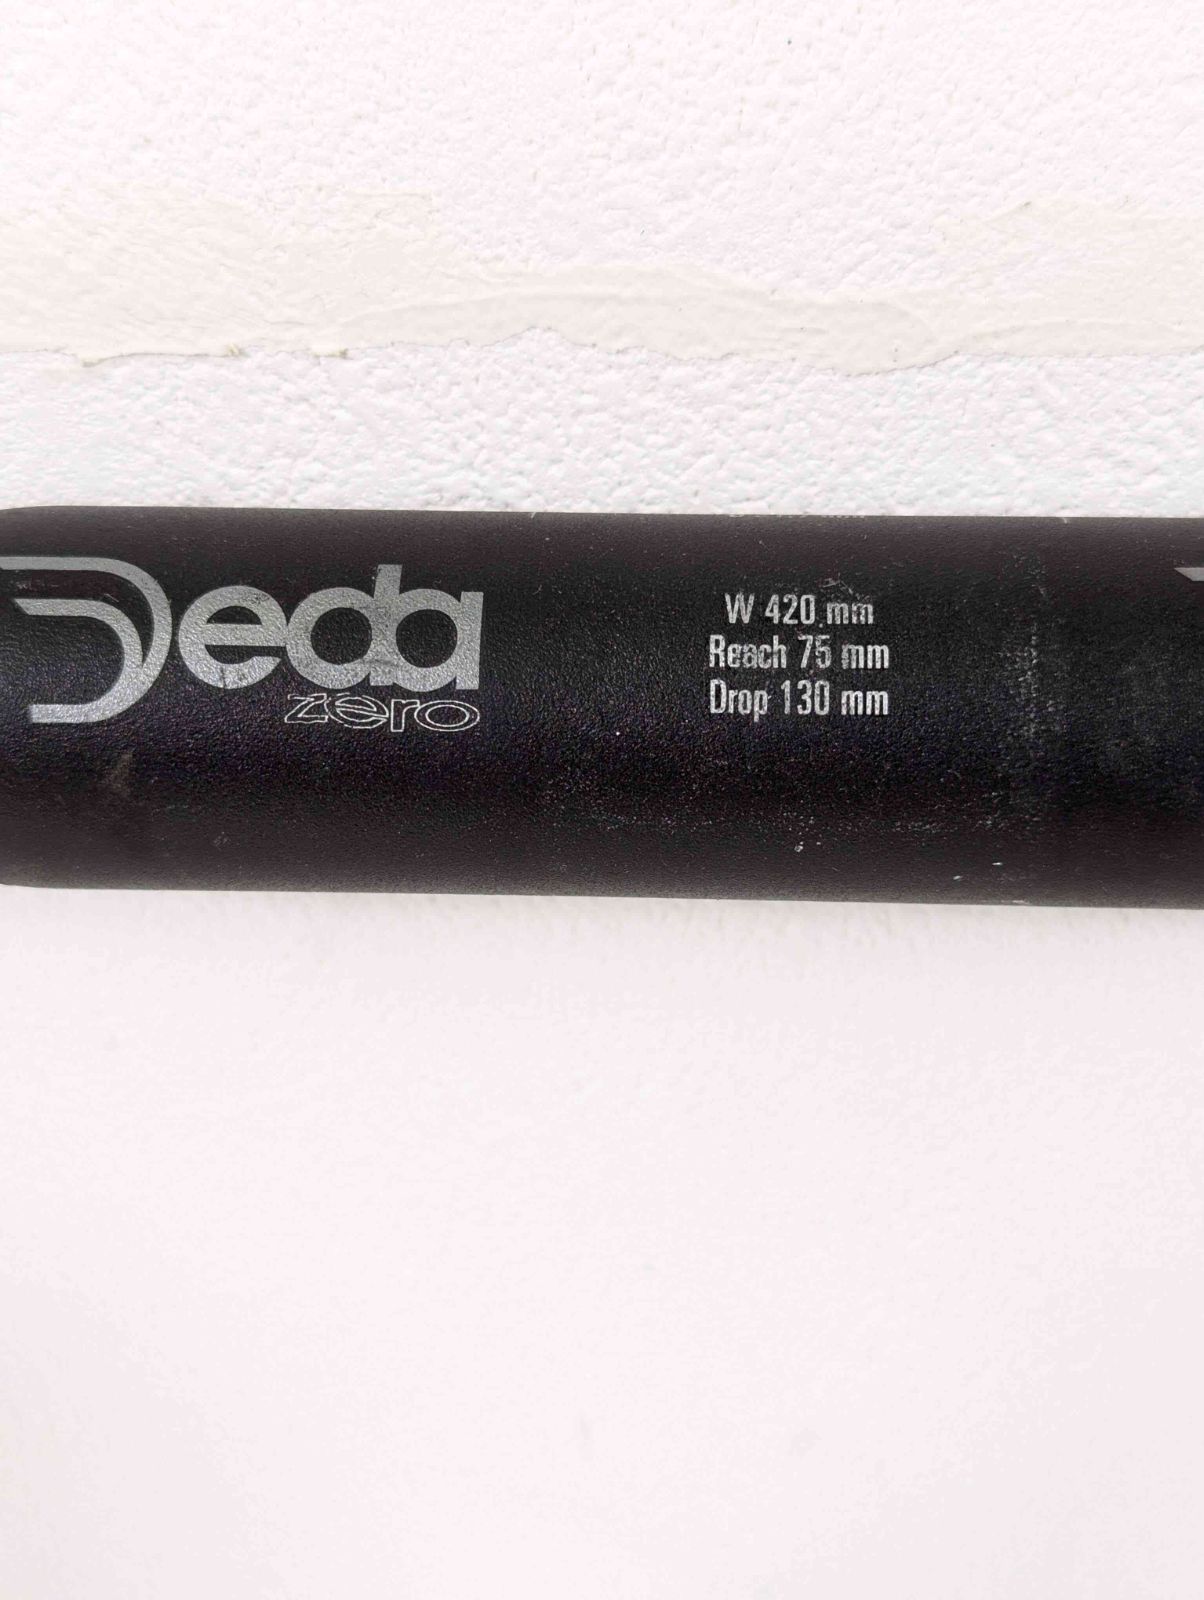 Deda
zero
W 420 mm
Reach 75 mm
Drop 130 mm